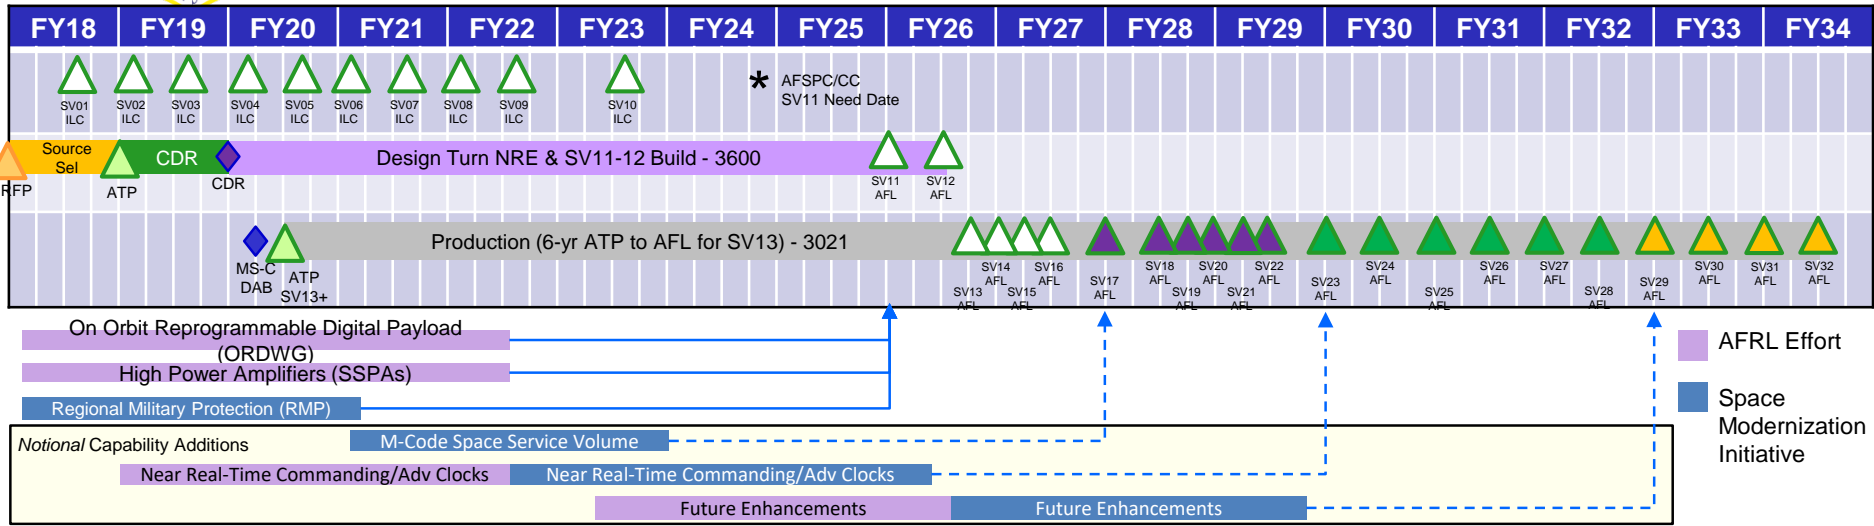 FY18 FY19 FY20 FY21 FY22 FY23 FY24 FY25 FY26 FY27 FY28 FY29 FY30 FY31 FY32 FY33 FY34
SV01
ILC
SV02
ILC
SV03
ILC
SV04
ILC
SV05
ILC
SV06
ILC
SV07
ILC
SV08
ILC
SV09
ILC
SV10
ILC
* AFSPC/CC
SV11 Need Date
RFP
Source
Sel
ATP
CDR
CDR
Design Turn NRE & SV11-12 Build - 3600
SV11
AFL
SV12
AFL
MS-C
DAB
ATP
SV13+
Production (6-yr ATP to AFL for SV13) - 3021
SV13
AFL
SV14
AFL
SV15
AFL
SV16
AFL
SV17
AFL
SV18
AFL
SV19
AFL
SV20
AFL
SV21
AFL
SV22
AFL
SV23
AFL
SV24
AFL
SV25
AFL
SV26
AFL
SV27
AFL
SV28
AFL
SV29
AFL
SV30
AFL
SV31
AFL
SV32
AFL
On Orbit Reprogrammable Digital Payload
(ORDWG)
High Power Amplifiers (SSPAs)
Regional Military Protection (RMP)
AFRL Effort
Space
Modernization
Initiative
Notional Capability Additions
M-Code Space Service Volume
Near Real-Time Commanding/Adv Clocks
Near Real-Time Commanding/Adv Clocks
Future Enhancements
Future Enhancements